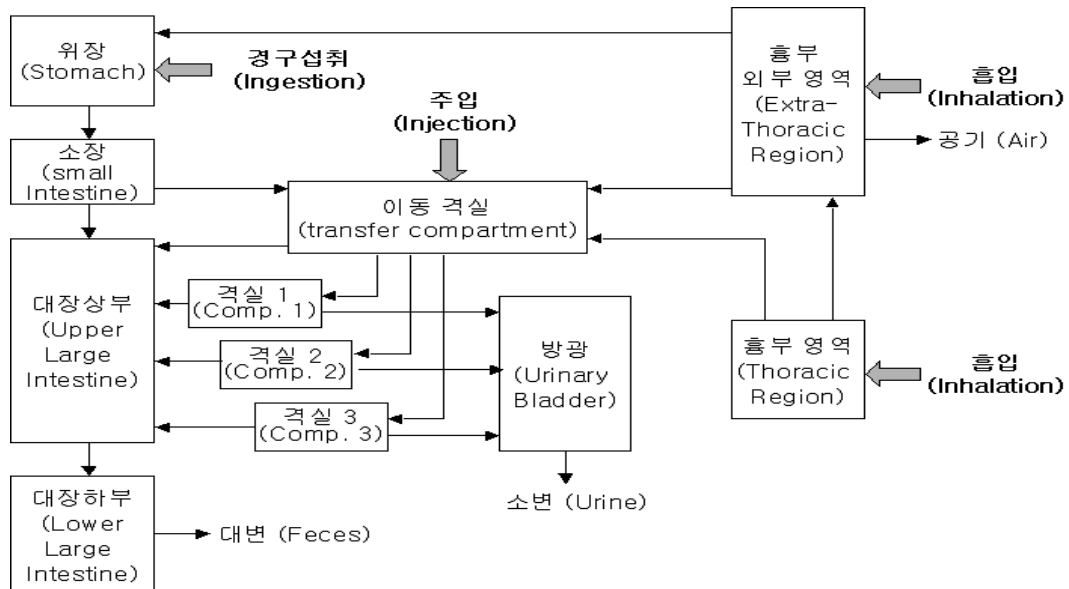 위장
(Stomach)
경구섭취
(Ingestion)
주입
(Injection)
흉부
외부 영역
(Extra-
Thoracic
Region)
흡입
(Inhalation)
공기 (Air)
소장
(small
Intestine)
이동 격실
(transfer compartment)
대장상부
(Upper
Large
Intestine)
격실 1
(Comp. 1)
격실 2
(Comp. 2)
격실 3
(Comp. 3)
방광
(Urinary
Bladder)
흉부 영역
(Thoracic
Region)
흡입
(Inhalation)
소변 (Urine)
대장하부
(Lower
Large
Intestine)
대변 (Feces)